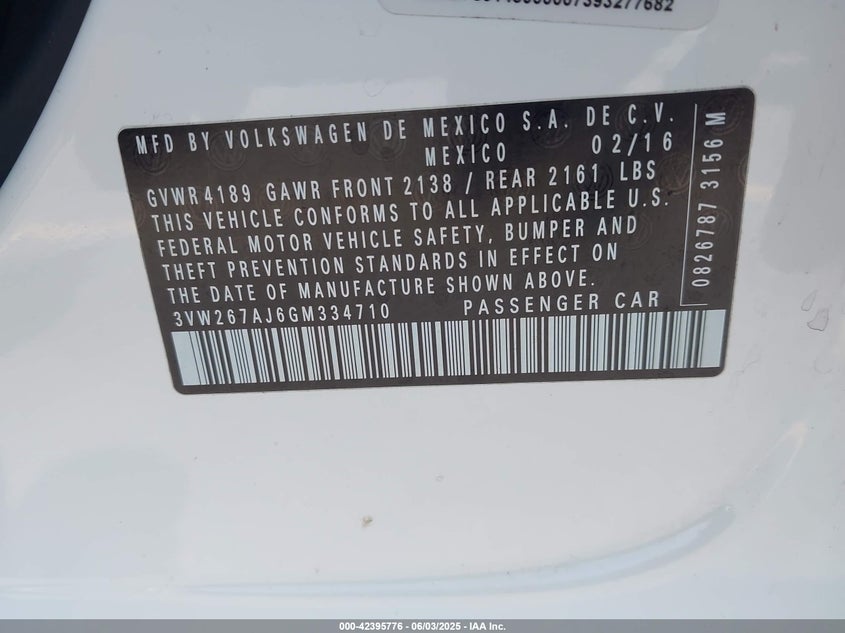 MFD BY VOLKSWAGEN DE MEXICO S.A. DE C.V.
MEXICO 02/16
GVWR4189 GAWR FRONT 2138 / REAR 2161 LBS
THIS VEHICLE CONFORMS TO ALL APPLICABLE U.S.
FEDERAL MOTOR VEHICLE SAFETY, BUMPER AND
THEFT PREVENTION STANDARDS IN EFFECT ON
THE DATE OF MANUFACTURE SHOWN ABOVE.
3VW267AJ6GM334710 PASSENGER CAR
0826787 3156 M
000-42395776 - 06/03/2025 - IAA Inc.